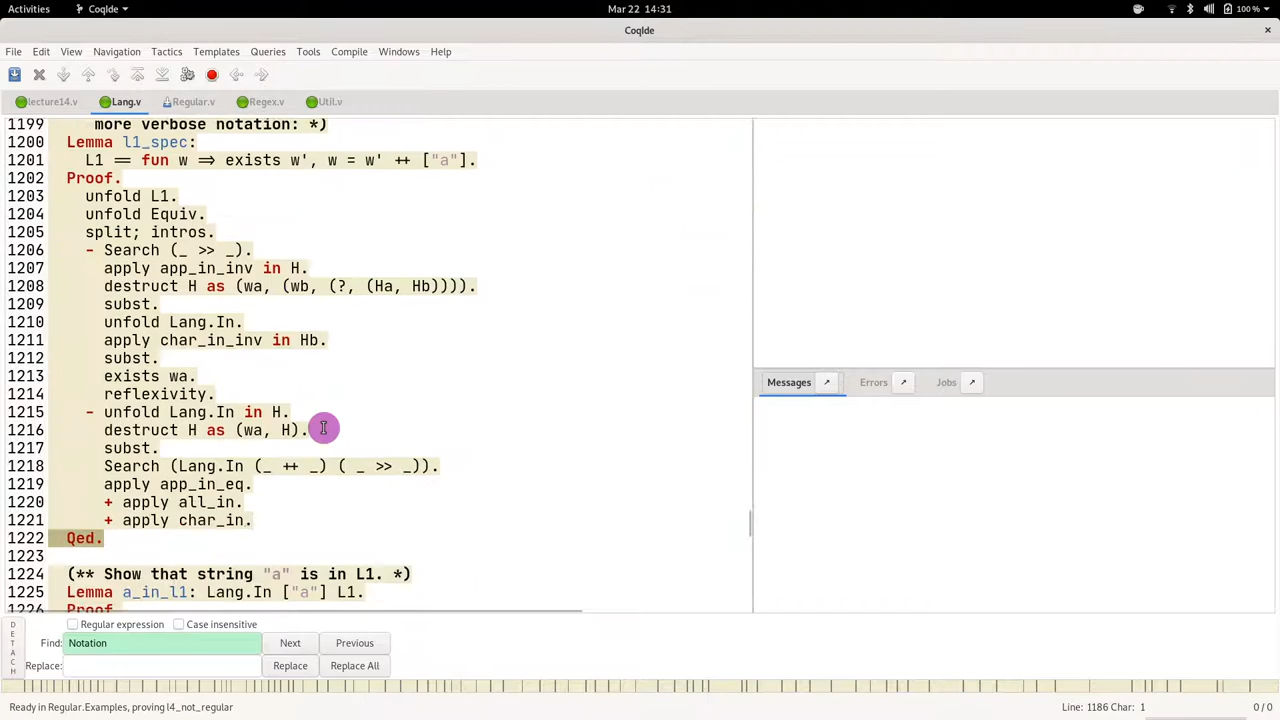 Activities CoqIde Mar 22 14:31 100 %
CoqIde
File Edit View Navigation Tactics Templates Queries Tools Compile Windows Help
lecture14.v Lang.v Regular.v Regex.v Util.v
1199 more verbose notation: *)
1200 Lemma l1_spec:
1201 L1 == fun w => exists w', w = w' ++ ["a"].
1202 Proof.
1203 unfold L1.
1204 unfold Equiv.
1205 split; intros.
1206 - Search (_ >> _).
1207 apply app_in_inv in H.
1208 destruct H as (wa, (wb, (?, (Ha, Hb)))).
1209 subst.
1210 unfold Lang.In.
1211 apply char_in_inv in Hb.
1212 subst.
1213 exists wa.
1214 reflexivity.
1215 - unfold Lang.In in H.
1216 destruct H as (wa, H).
1217 subst.
1218 Search (Lang.In (_ ++ _) ( _ >> _)).
1219 apply app_in_eq.
1220 + apply all_in.
1221 + apply char_in.
1222 Qed.
1223
1224 (** Show that string "a" is in L1. *)
1225 Lemma a_in_l1: Lang.In ["a"] L1.
1226 Proof.
Messages Errors Jobs
DETACH
Regular expression Case insensitive
Find: Notation Next Previous
Replace: Replace Replace All
Ready in Regular.Examples, proving l4_not_regular Line: 1186 Char: 1 0 / 0